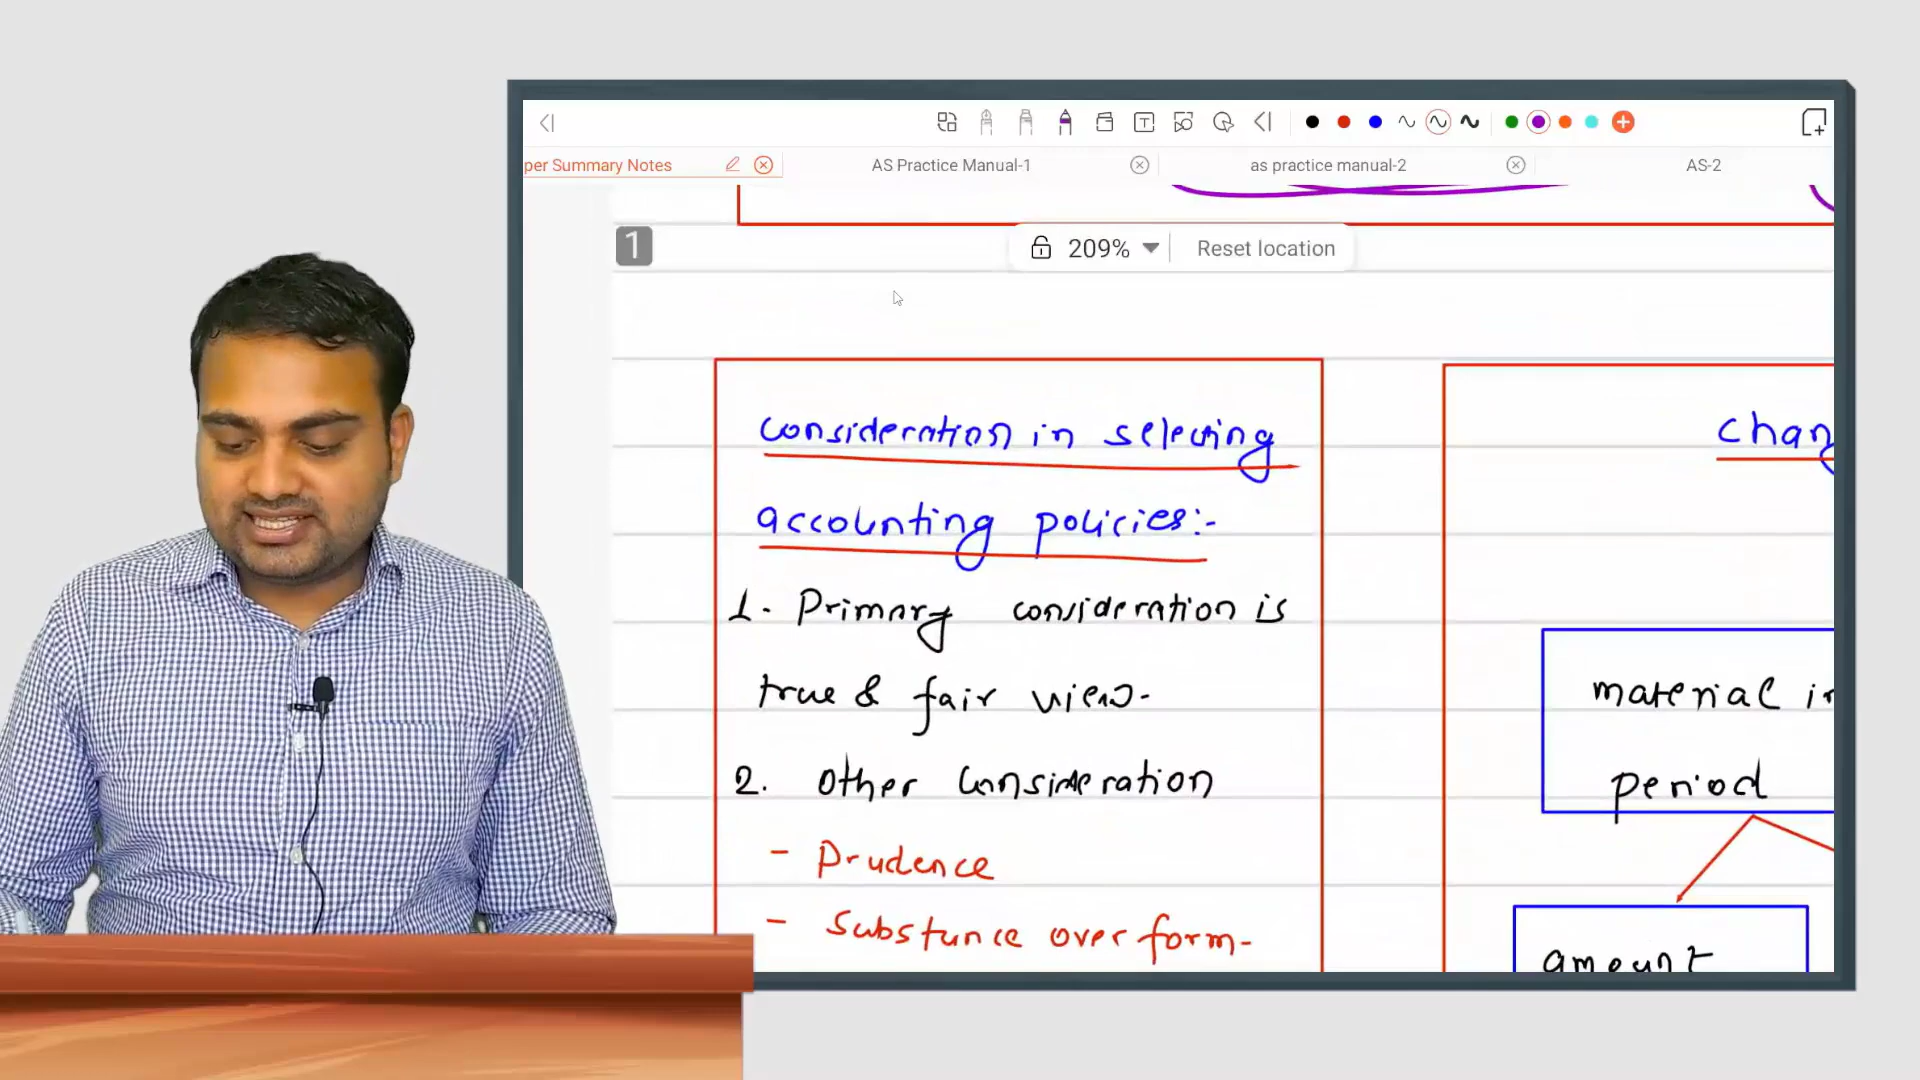 per Summary Notes
AS Practice Manual-1
as practice manual-2
AS-2
1
209%
Reset location
consideration in selecting
accounting policies:-
1. Primary consideration is
true & fair view.
2. Other consideration
- Prudence
- Substance over form-
chang
material in
period
amount